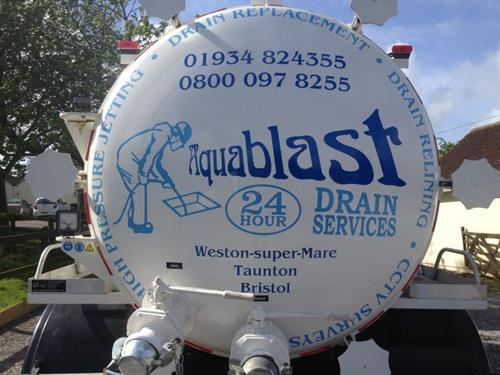 HIGH PRESSURE JETTING • DRAIN REPLACEMENT • DRAIN RELINING • CCTV SURVEYS
01934 824355
0800 097 8255
Aquablast
24
HOUR
DRAIN
SERVICES
Weston-super-Mare
Taunton
Bristol